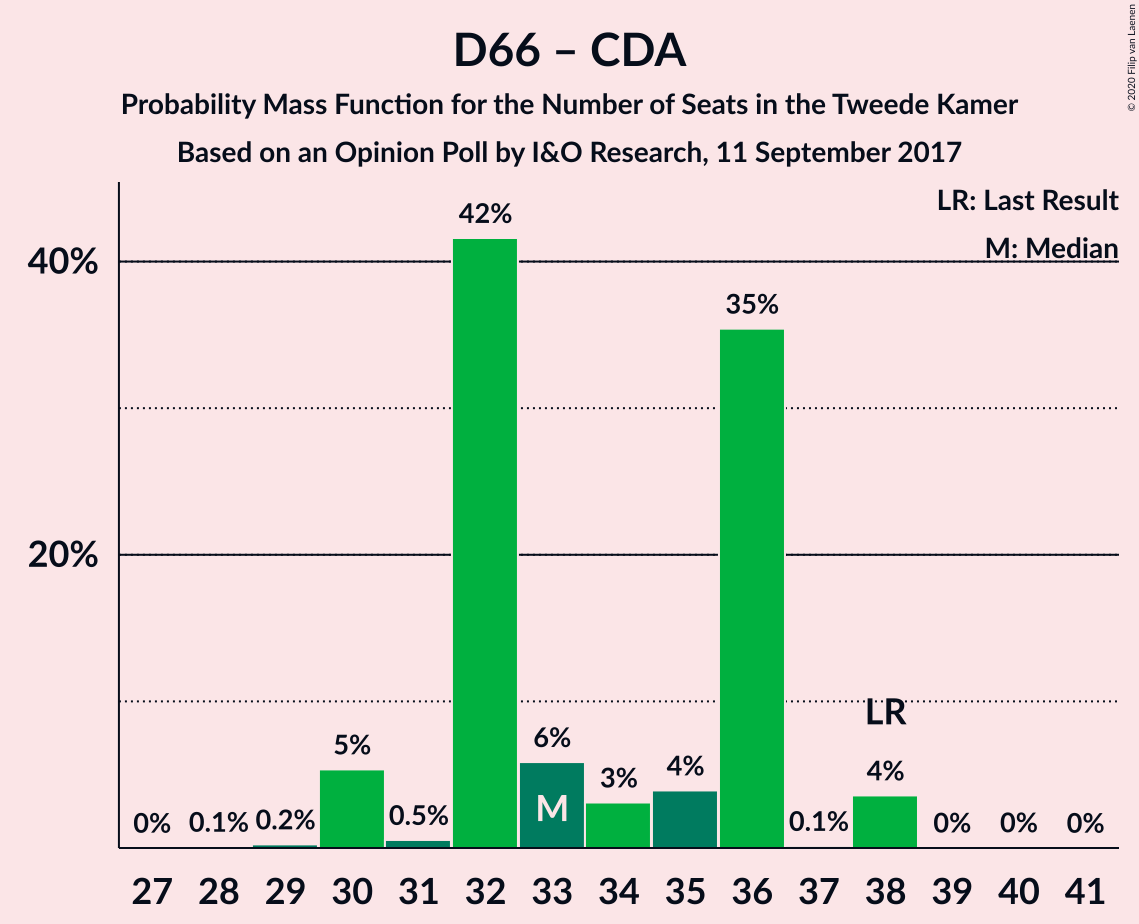 D66 – CDA
Probability Mass Function for the Number of Seats in the Tweede Kamer
Based on an Opinion Poll by I&O Research, 11 September 2017
© 2020 Filip van Laenen
LR: Last Result
M: Median
40%
20%
0%
0.1%
0.2%
5%
0.5%
42%
6%
3%
4%
35%
0.1%
4%
0%
0%
0%
M
LR
27 28 29 30 31 32 33 34 35 36 37 38 39 40 41